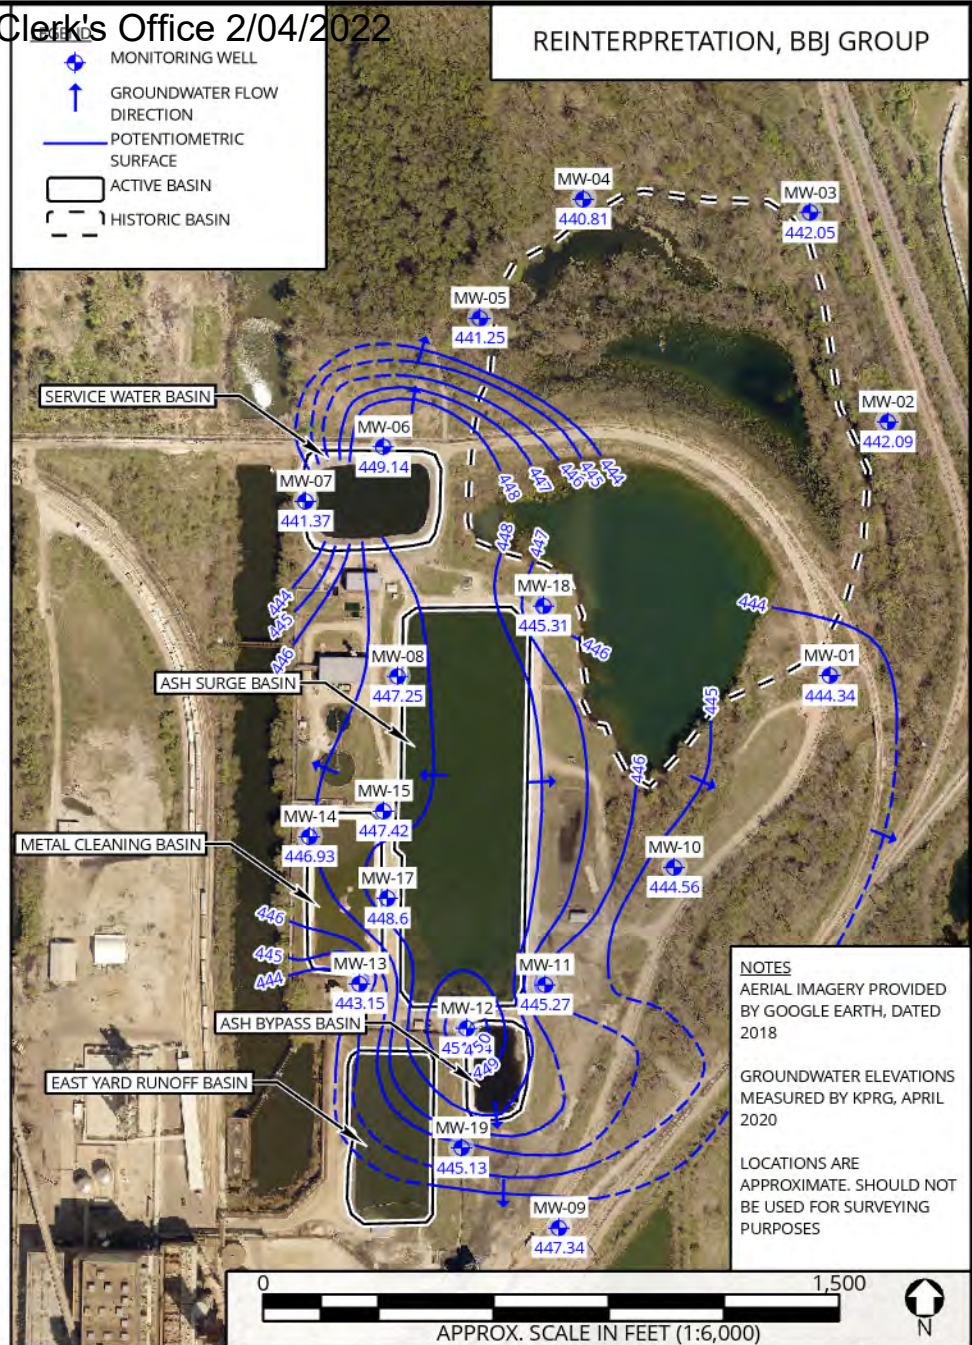 Clerk's Office 2/04/2022
LEGEND
MONITORING WELL
GROUNDWATER FLOW
DIRECTION
POTENTIOMETRIC
SURFACE
ACTIVE BASIN
HISTORIC BASIN
REINTERPRETATION, BBJ GROUP
MW-04
440.81
MW-03
442.05
MW-05
441.25
SERVICE WATER BASIN
MW-02
442.09
MW-06
449.14
444
445
446
447
448
MW-07
441.37
448
447
MW-18
445.31
444
445
446
444
446
MW-08
447.25
MW-01
444.34
ASH SURGE BASIN
445
446
MW-15
447.42
MW-14
446.93
METAL CLEANING BASIN
MW-10
444.56
MW-17
448.6
446
445
444
MW-13
443.15
MW-11
445.27
MW-12
450
449
ASH BYPASS BASIN
EAST YARD RUNOFF BASIN
MW-19
445.13
MW-09
447.34
NOTES
AERIAL IMAGERY PROVIDED
BY GOOGLE EARTH, DATED
2018
GROUNDWATER ELEVATIONS
MEASURED BY KPRG, APRIL
2020
LOCATIONS ARE
APPROXIMATE. SHOULD NOT
BE USED FOR SURVEYING
PURPOSES
0
1,500
APPROX. SCALE IN FEET (1:6,000)
N